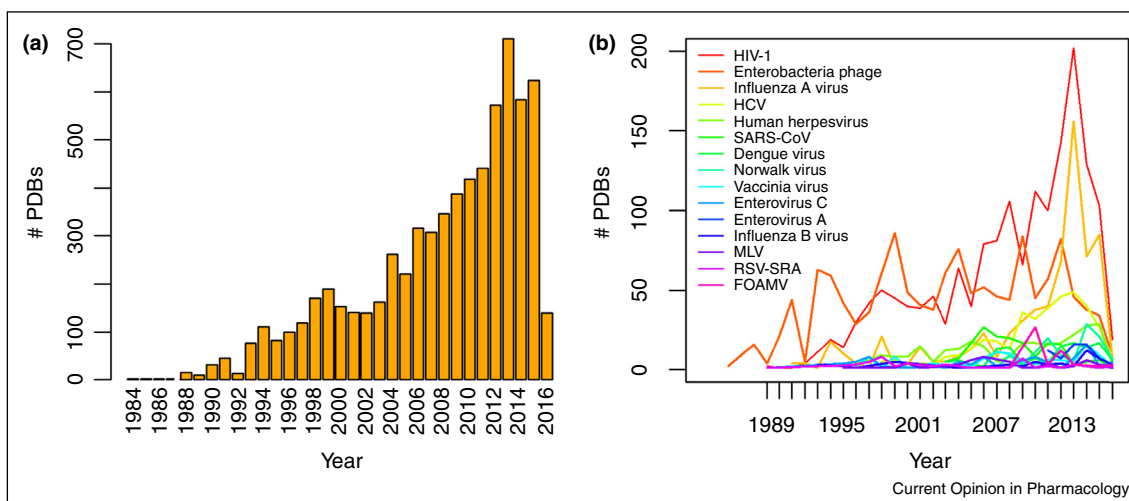 (a)
700
500
300
100
0
# PDBs
1984
1986
1988
1990
1992
1994
1996
1998
2000
2002
2004
2006
2008
2010
2012
2014
2016
Year
(b)
200
150
100
50
0
# PDBs
HIV-1
Enterobacteria phage
Influenza A virus
HCV
Human herpesvirus
SARS-CoV
Dengue virus
Norwalk virus
Vaccinia virus
Enterovirus C
Enterovirus A
Influenza B virus
MLV
RSV-SRA
FOAMV
1989 1995 2001 2007 2013
Year
Current Opinion in Pharmacology